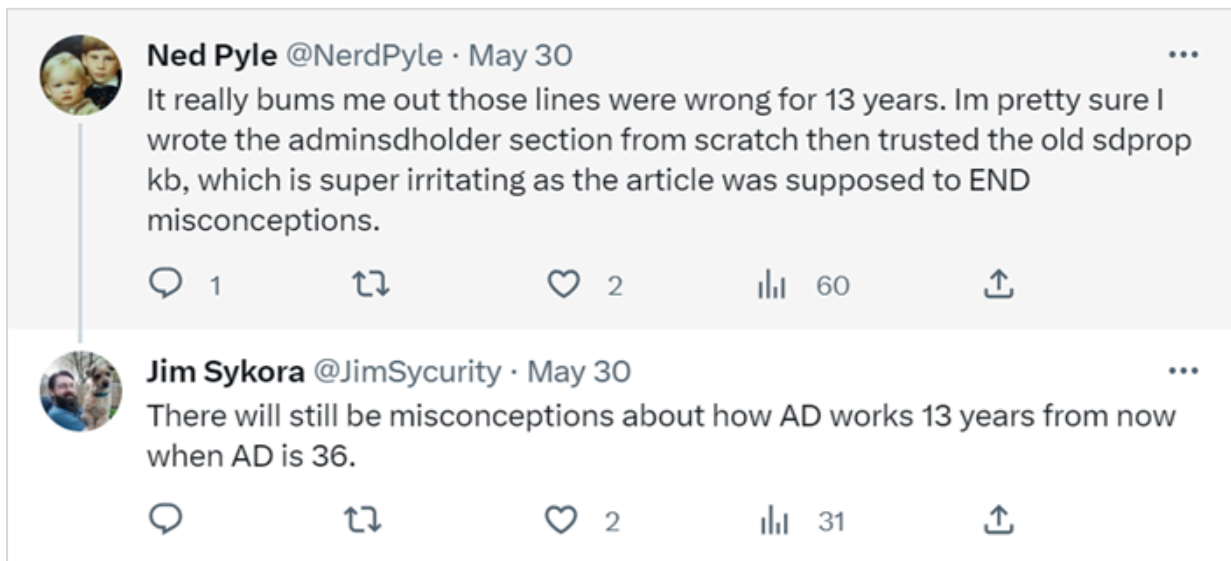 Ned Pyle @NerdPyle · May 30
It really bums me out those lines were wrong for 13 years. Im pretty sure I
wrote the adminsdholder section from scratch then trusted the old sdprop
kb, which is super irritating as the article was supposed to END
misconceptions.
1 2 60
Jim Sykora @JimSycurity · May 30
There will still be misconceptions about how AD works 13 years from now
when AD is 36.
2 31